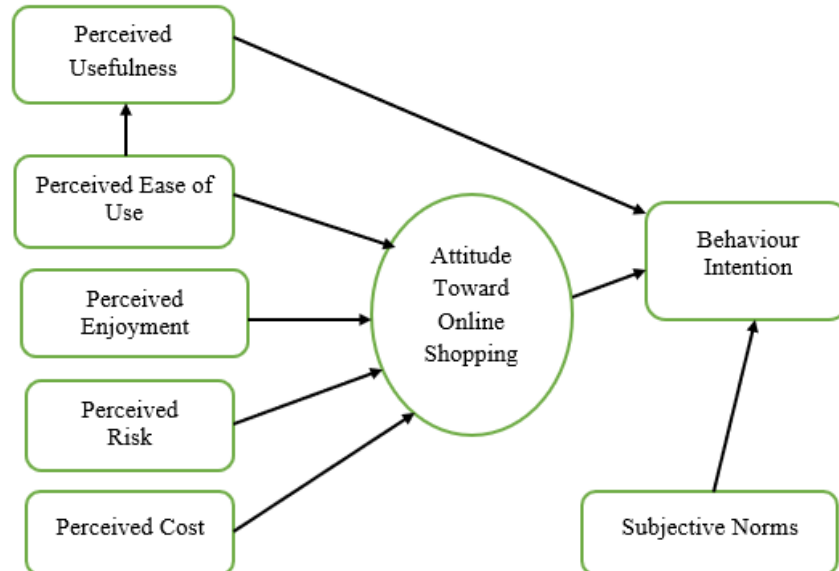 Perceived
Usefulness
Perceived Ease of
Use
Perceived
Enjoyment
Perceived
Risk
Perceived Cost
Attitude
Toward
Online
Shopping
Behaviour
Intention
Subjective Norms